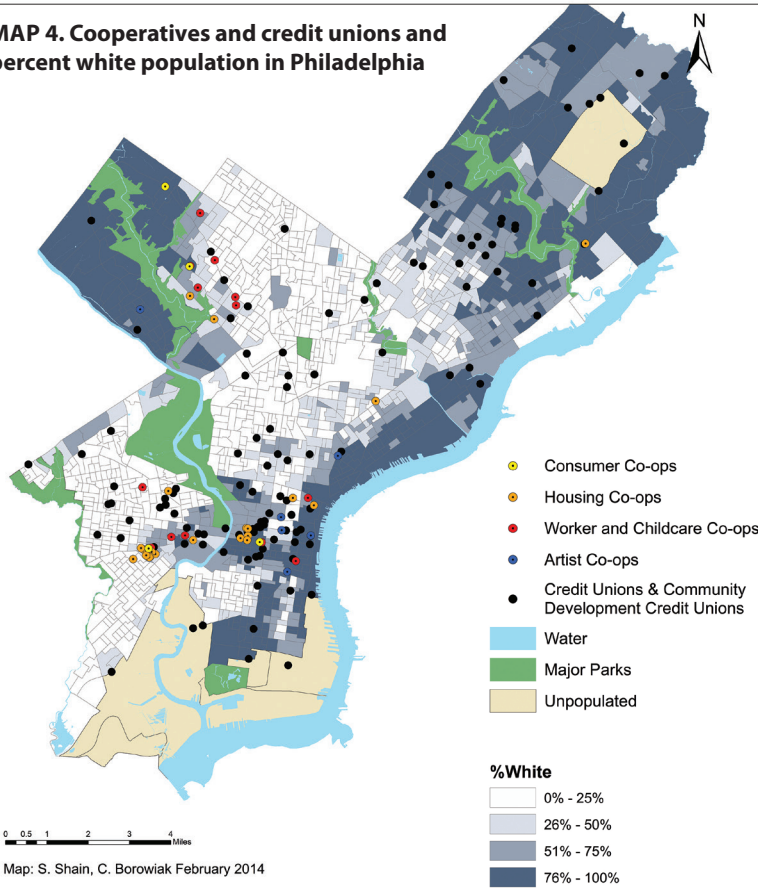 MAP 4. Cooperatives and credit unions and
percent white population in Philadelphia
N
Consumer Co-ops
Housing Co-ops
Worker and Childcare Co-ops
Artist Co-ops
Credit Unions & Community
Development Credit Unions
Water
Major Parks
Unpopulated
%White
0% - 25%
26% - 50%
51% - 75%
76% - 100%
0 0.5 1 2 3 4
Miles
Map: S. Shain, C. Borowiak February 2014